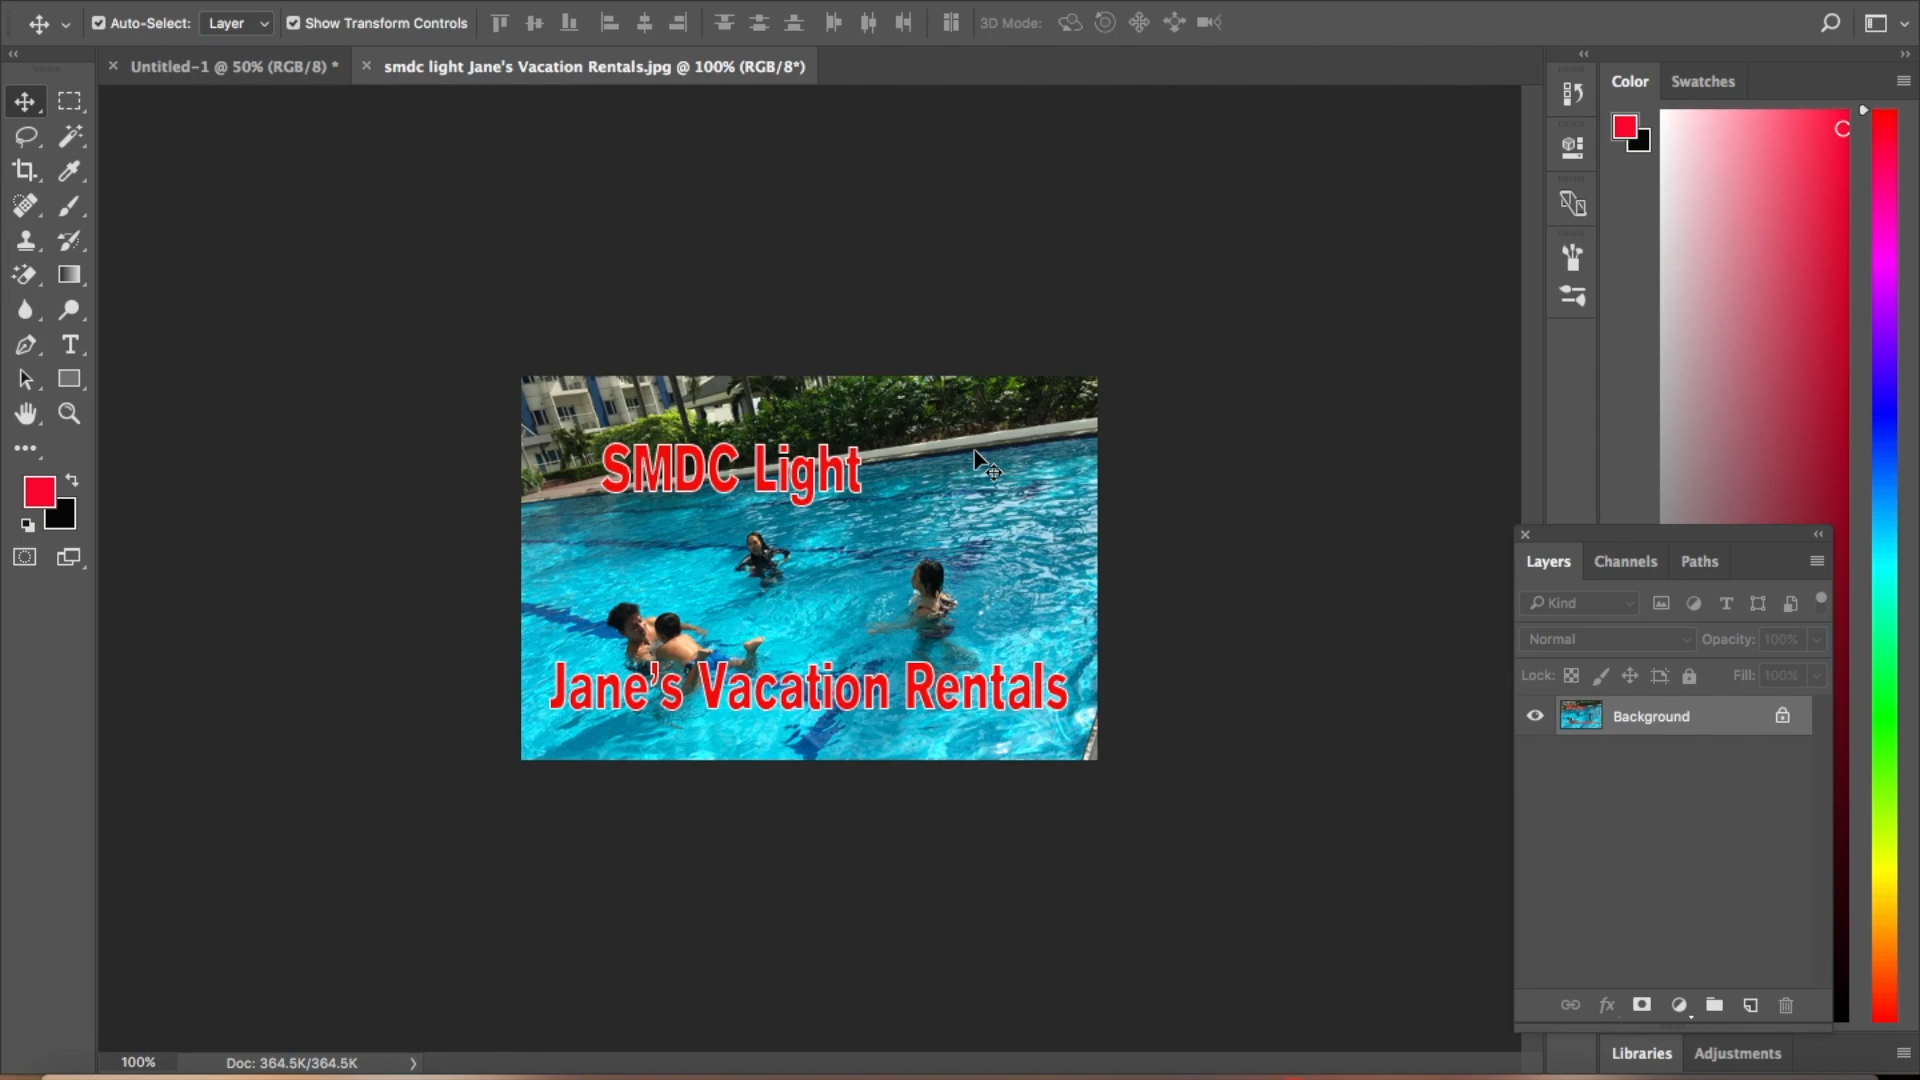 Auto-Select: Layer Show Transform Controls 3D Mode:
Untitled-1 @ 50% (RGB/8) * smdc light Jane's Vacation Rentals.jpg @ 100% (RGB/8*)
Color Swatches
SMDC Light
Jane's Vacation Rentals
Layers Channels Paths
Kind
Normal Opacity: 100%
Lock: Fill: 100%
Background
fx
Libraries Adjustments
100% Doc: 364.5K/364.5K